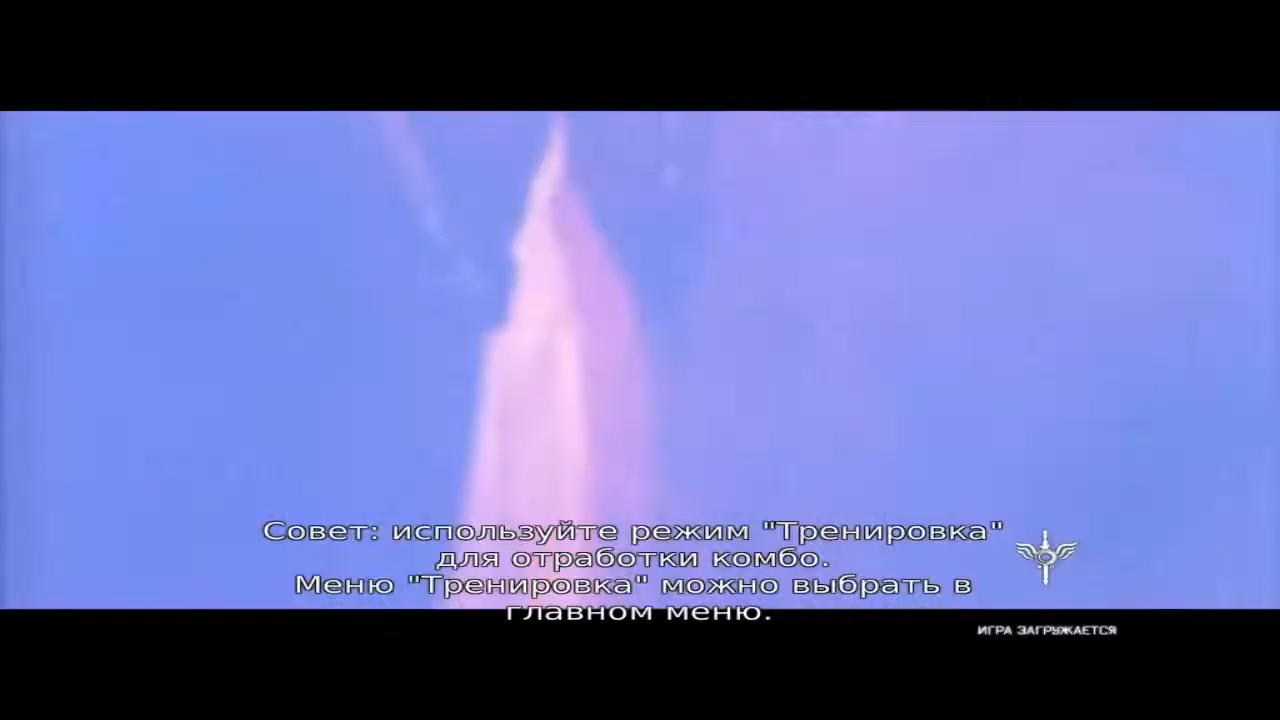 Совет: используйте режим "Тренировка"
для отработки комбо.
Меню "Тренировка" можно выбрать в
главном меню.
ИГРА ЗАГРУЖАЕТСЯ